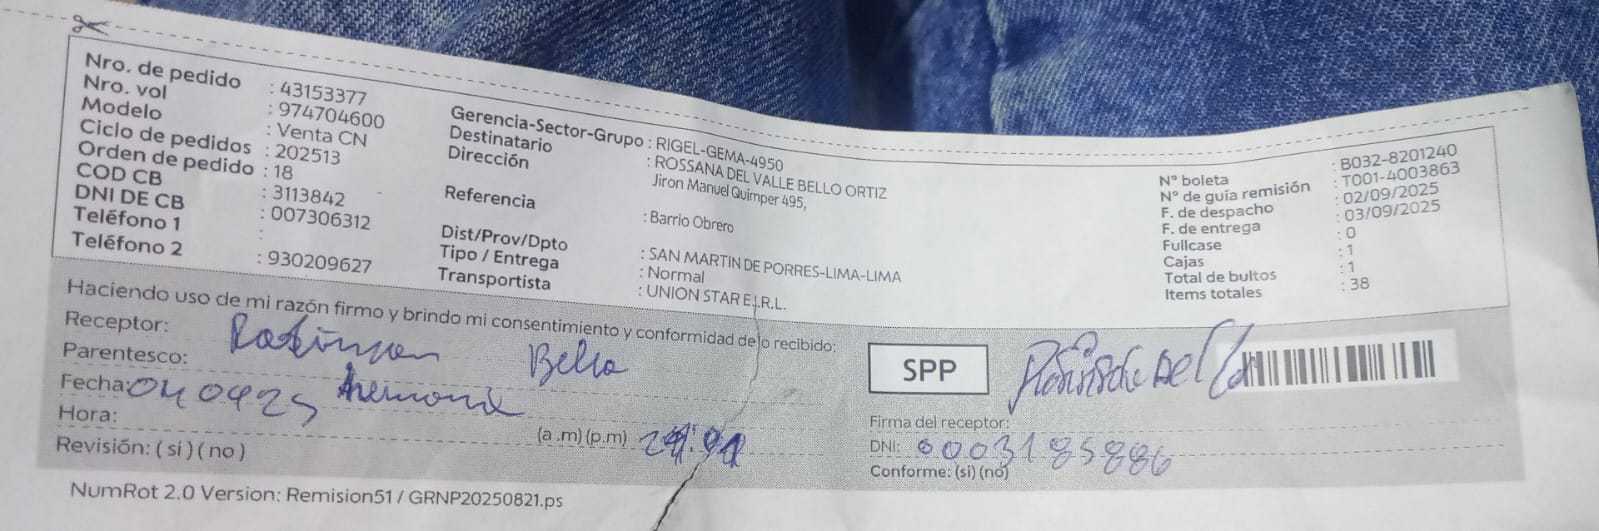 Nro. de pedido : 43153377
Nro. vol : 974704600
Modelo : Venta CN
Ciclo de pedidos : 202513
Orden de pedido : 18
COD CB : 3113842
DNI DE CB : 007306312
Teléfono 1 :
Teléfono 2 : 930209627
Gerencia-Sector-Grupo : RIGEL-GEMA-4950
Destinatario : ROSSANA DEL VALLE BELLO ORTIZ
Dirección Jiron Manuel Quimper 495,
Referencia : Barrio Obrero
Dist/Prov/Dpto : SAN MARTIN DE PORRES-LIMA-LIMA
Tipo / Entrega : Normal
Transportista : UNION STAR E.I.R.L.
N° boleta : B032-8201240
N° de guía remisión : T001-4003863
F. de despacho : 02/09/2025
F. de entrega : 03/09/2025
Fullcase : 0
Cajas : 1
Total de bultos : 1
Items totales : 38
Haciendo uso de mi razón firmo y brindo mi consentimiento y conformidad de lo recibido:
Receptor: Robinson Bello
Parentesco:
Fecha: 040925
Hora: (a .m) (p.m)
Revisión: ( si ) ( no )
SPP
Firma del receptor:
DNI: 0003185886
Conforme: (si) (no)
NumRot 2.0 Version: Remision51 / GRNP20250821.ps